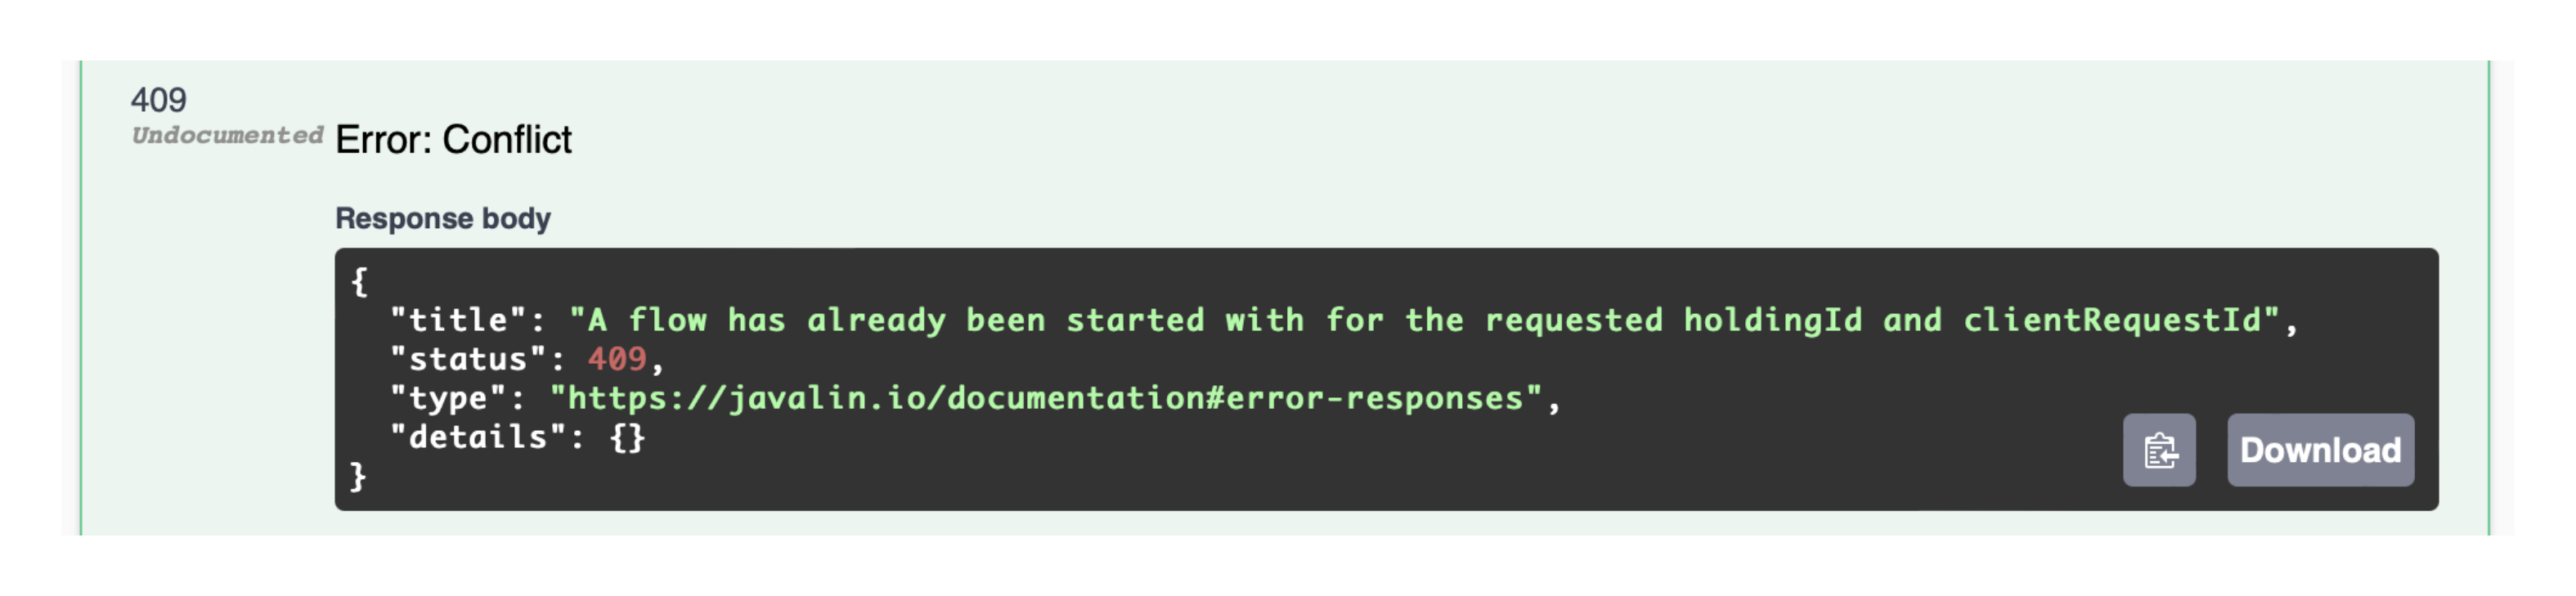 409
Undocumented Error: Conflict
Response body
{
"title": "A flow has already been started with for the requested holdingId and clientRequestId",
"status": 409,
"type": "https://javalin.io/documentation#error-responses",
"details": {}
}
Download